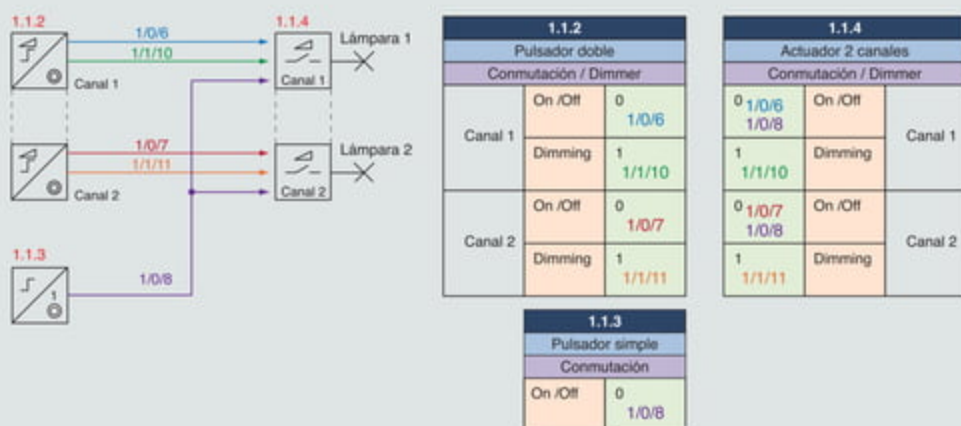 1.1.2
1/0/6
1/1/10
Canal 1
1.1.4
Lámpara 1
Canal 1
1/0/7
1/1/11
Canal 2
Lámpara 2
Canal 2
1.1.3
1
1/0/8
1.1.2
Pulsador doble
Conmutación / Dimmer
Canal 1
On /Off
0
1/0/6
Dimming
1
1/1/10
Canal 2
On /Off
0
1/0/7
Dimming
1
1/1/11
1.1.4
Actuador 2 canales
Conmutación / Dimmer
0 1/0/6
1/0/8
On /Off
Canal 1
1
1/1/10
Dimming
0 1/0/7
1/0/8
On /Off
Canal 2
1
1/1/11
Dimming
1.1.3
Pulsador simple
Conmutación
On /Off
0
1/0/8